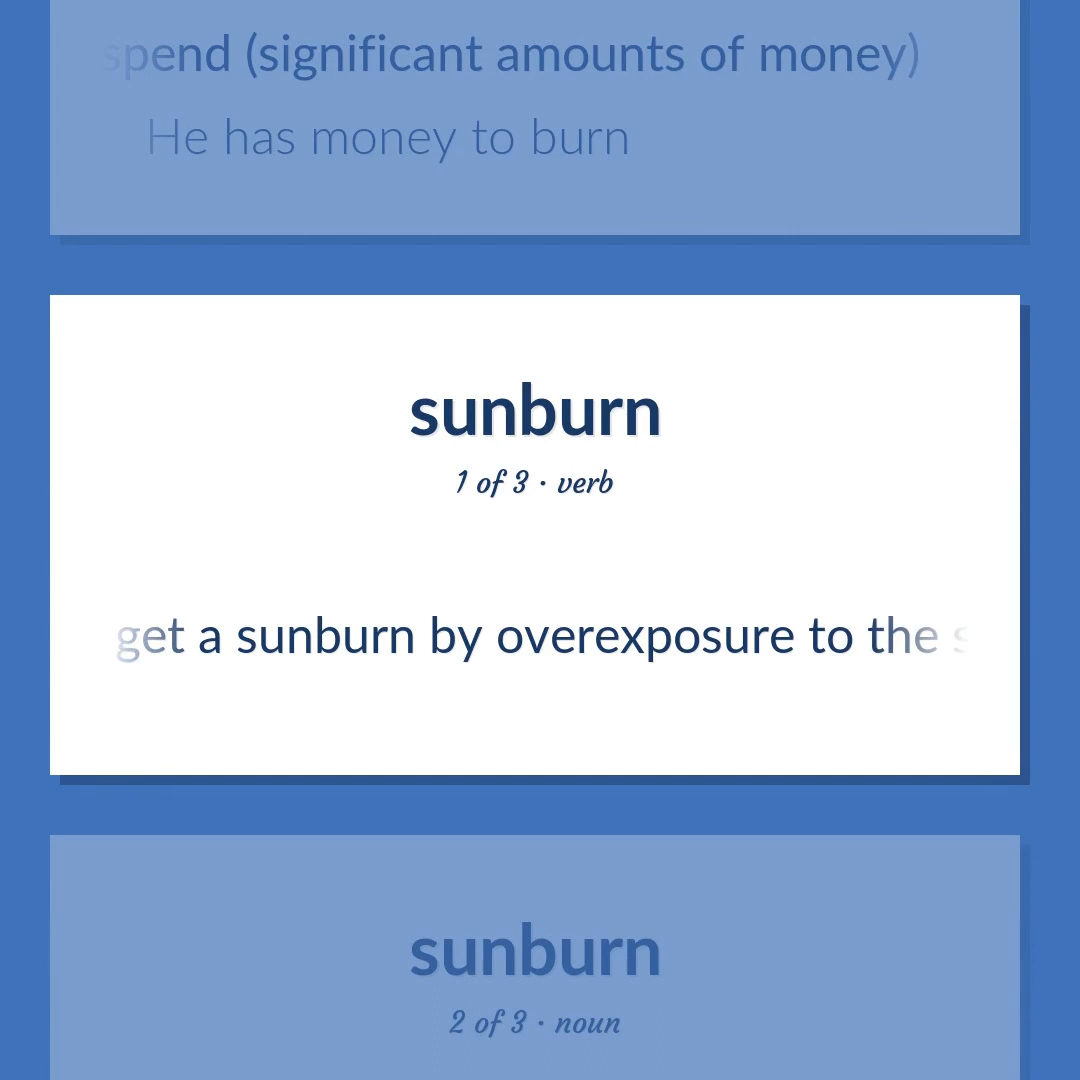 spend (significant amounts of money)
He has money to burn
sunburn
1 of 3 · verb
get a sunburn by overexposure to the
sunburn
2 of 3 · noun